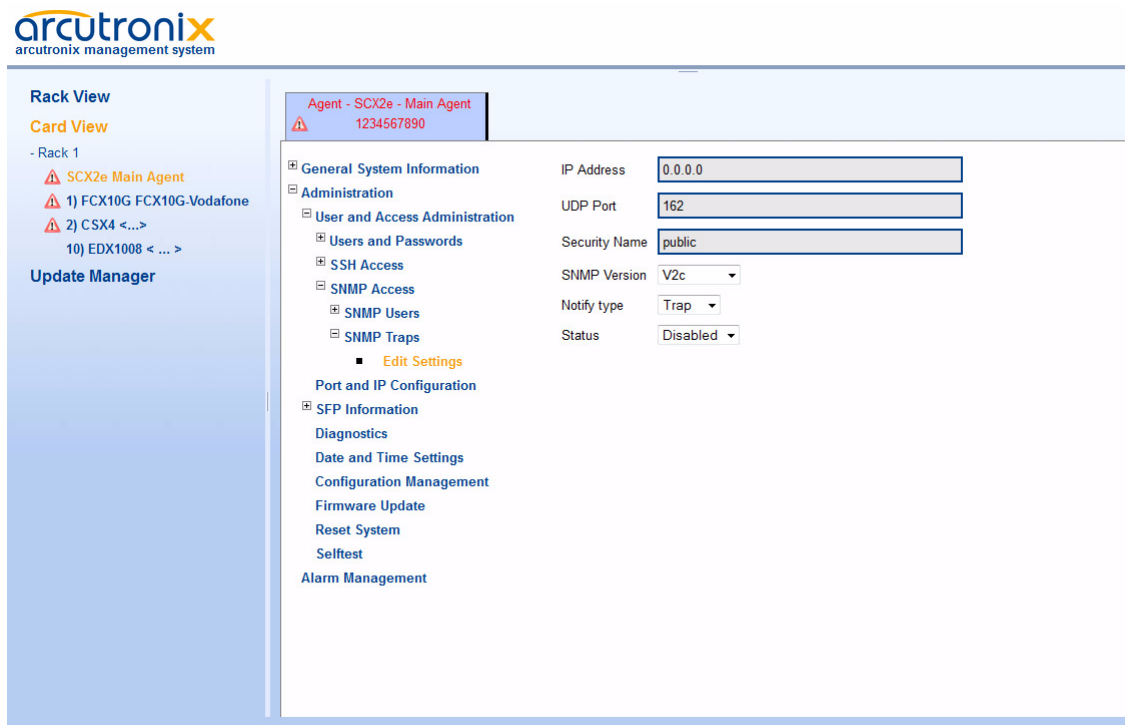 arcutronix
arcutronix management system
Rack View
Card View
- Rack 1
SCX2e Main Agent
1) FCX10G FCX10G-Vodafone
2) CSX4 <...>
10) EDX1008 < ... >
Update Manager
Agent - SCX2e - Main Agent
1234567890
General System Information
Administration
User and Access Administration
Users and Passwords
SSH Access
SNMP Access
SNMP Users
SNMP Traps
Edit Settings
Port and IP Configuration
SFP Information
Diagnostics
Date and Time Settings
Configuration Management
Firmware Update
Reset System
Selftest
Alarm Management
IP Address 0.0.0.0
UDP Port 162
Security Name public
SNMP Version V2c
Notify type Trap
Status Disabled